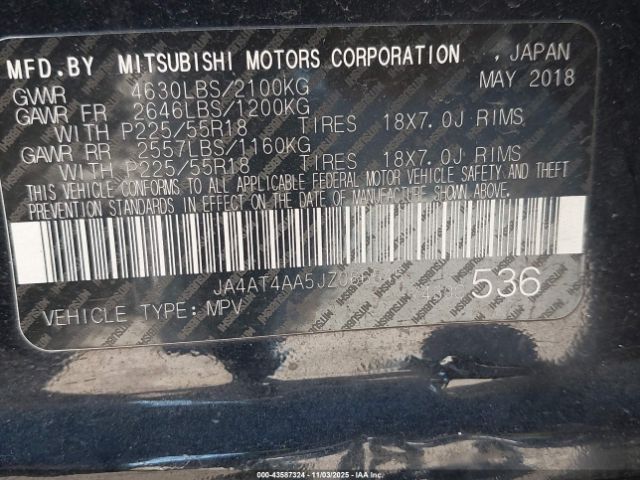 MFD.BY MITSUBISHI MOTORS CORPORATION , JAPAN
GVWR 4630LBS/2100KG MAY 2018
GAWR FR 2646LBS/1200KG
WITH P225/55R18 TIRES 18X7.0J RIMS
GAWR RR 2557LBS/1160KG
WITH P225/55R18 TIRES 18X7.0J RIMS
THIS VEHICLE CONFORMS TO ALL APPLICABLE FEDERAL MOTOR VEHICLE SAFETY AND THEFT
PREVENTION STANDARDS IN EFFECT ON THE DATE OF MANUFACTURE SHOWN ABOVE.
536
VEHICLE TYPE: MPV
© IAA 43587324 - 11/03/2025 - IAAI.COM